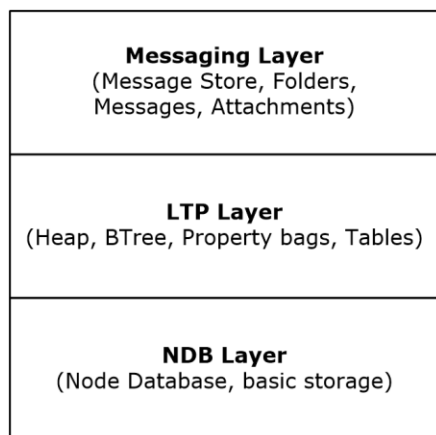 Messaging Layer
(Message Store, Folders,
Messages, Attachments)
LTP Layer
(Heap, BTree, Property bags, Tables)
NDB Layer
(Node Database, basic storage)